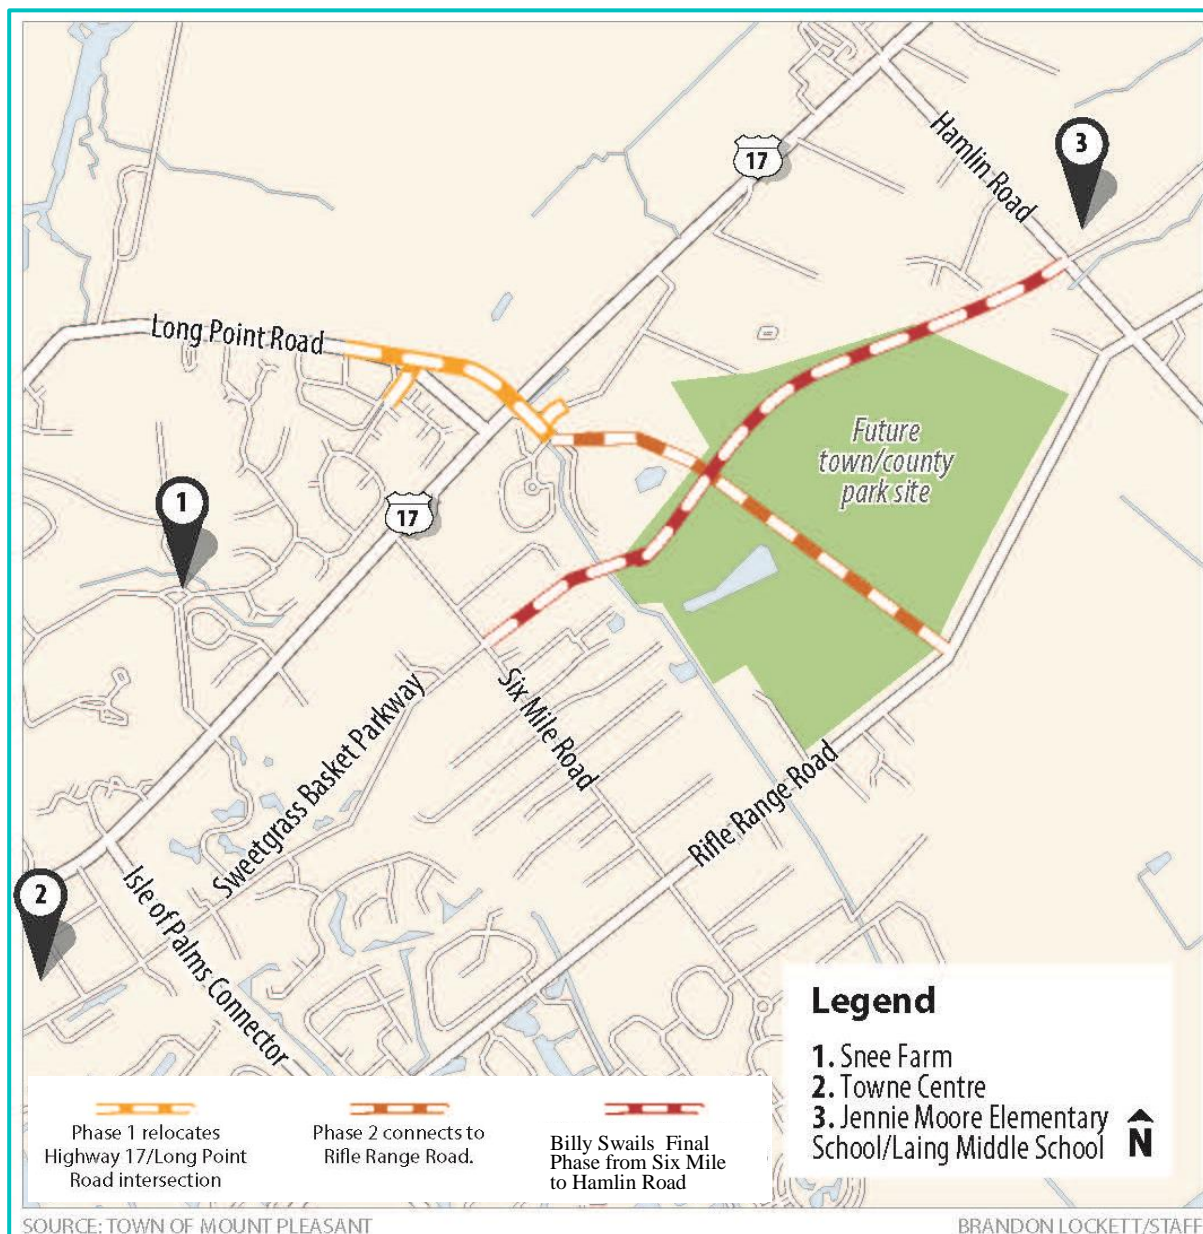 17
Hamlin Road
3
Long Point Road
Future
town/county
park site
1
17
Six Mile Road
Sweetgrass Basket Parkway
Rifle Range Road
2
Isle of Palms Connector
Legend
1. Snee Farm
2. Towne Centre
3. Jennie Moore Elementary
School/Laing Middle School
N
Phase 1 relocates
Highway 17/Long Point
Road intersection
Phase 2 connects to
Rifle Range Road.
Billy Swails Final
Phase from Six Mile
to Hamlin Road
SOURCE: TOWN OF MOUNT PLEASANT
BRANDON LOCKETT/STAFF